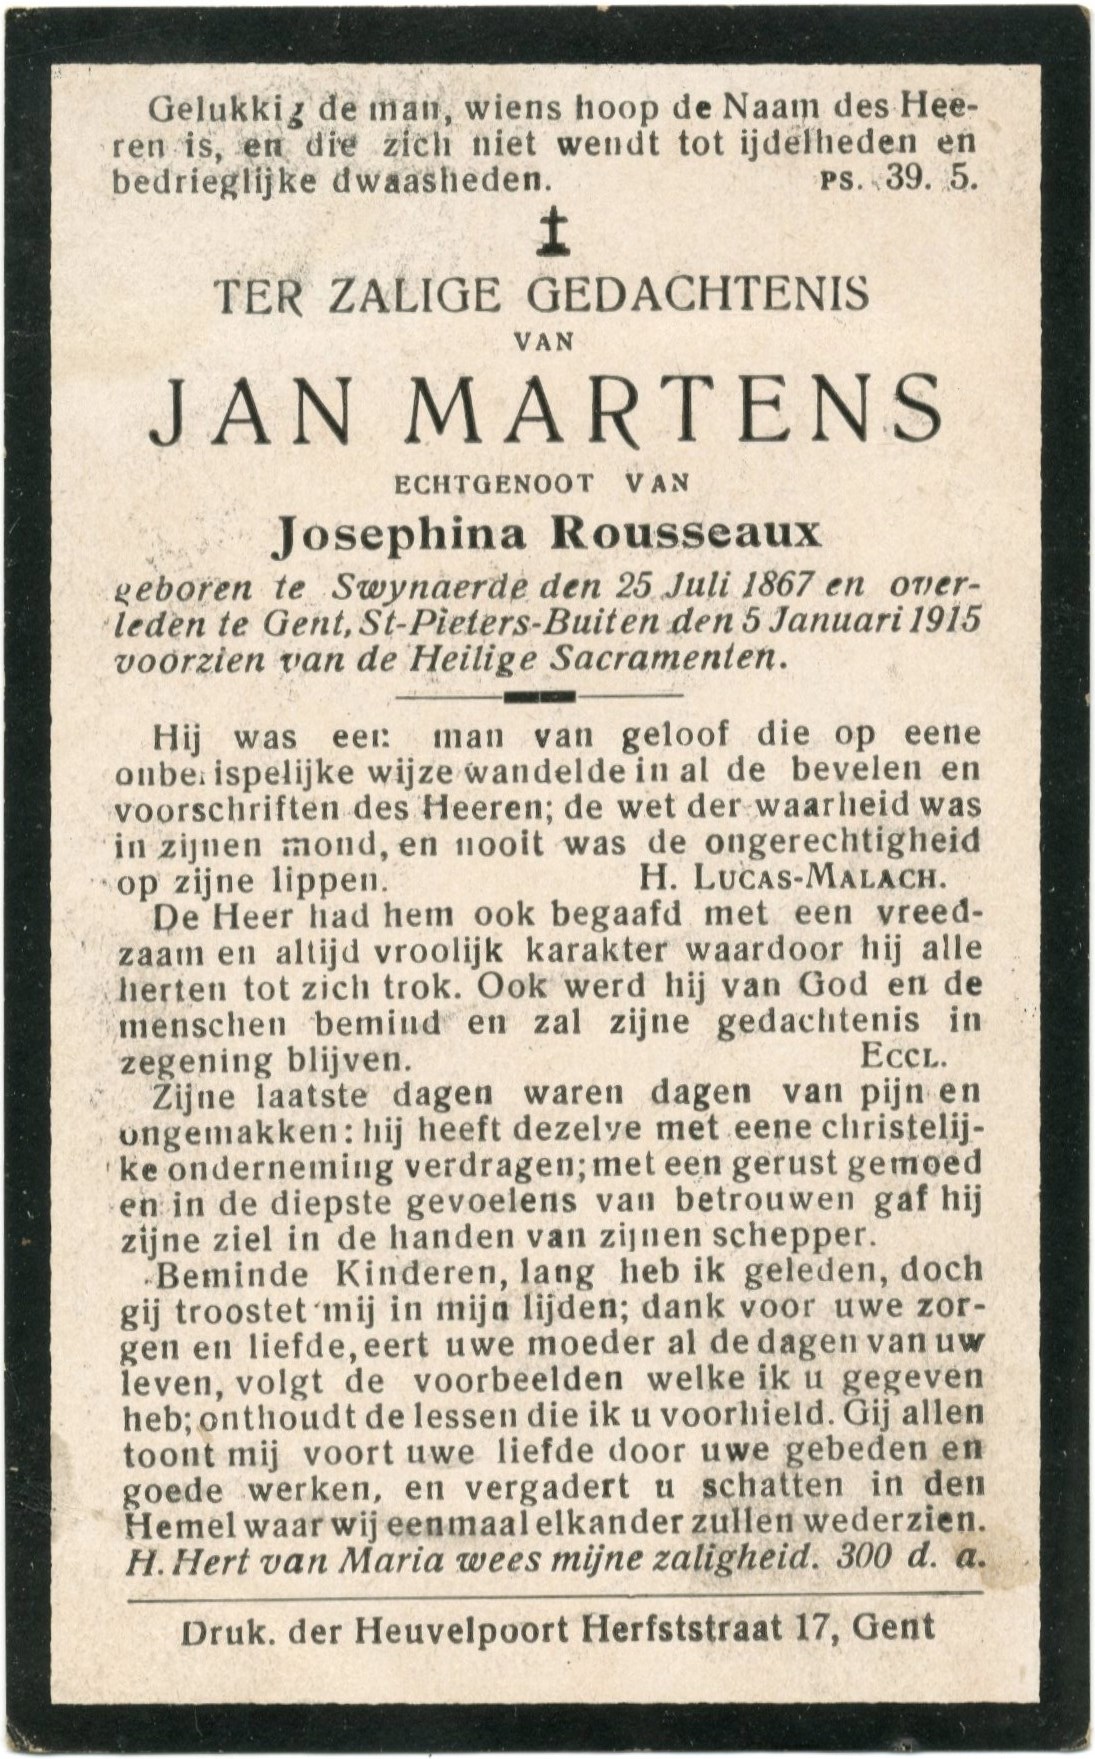 Gelukkig de man, wiens hoop de Naam des Hee-
ren is, en die zich niet wendt tot ijdelheden en
bedrieglijke dwaasheden. PS. 39. 5.
TER ZALIGE GEDACHTENIS
VAN
JAN MARTENS
ECHTGENOOT VAN
Josephina Rousseaux
geboren te Swynaerde den 25 Juli 1867 en over-
leden te Gent, St-Pieters-Buiten den 5 Januari 1915
voorzien van de Heilige Sacramenten.
Hij was een man van geloof die op eene
onberispelijke wijze wandelde in al de bevelen en
voorschriften des Heeren; de wet der waarheid was
in zijnen mond, en nooit was de ongerechtigheid
op zijne lippen. H. LUCAS-MALACH.
De Heer had hem ook begaafd met een vreed-
zaam en altijd vroolijk karakter waardoor hij alle
herten tot zich trok. Ook werd hij van God en de
menschen bemind en zal zijne gedachtenis in
zegening blijven. ECCL.
Zijne laatste dagen waren dagen van pijn en
ongemakken: hij heeft dezelve met eene christelij-
ke onderneming verdragen; met een gerust gemoed
en in de diepste gevoelens van betrouwen gaf hij
zijne ziel in de handen van zijnen schepper.
Beminde Kinderen, lang heb ik geleden, doch
gij troostet mij in mijn lijden; dank voor uwe zor-
gen en liefde, eert uwe moeder al de dagen van uw
leven, volgt de voorbeelden welke ik u gegeven
heb; onthoudt de lessen die ik u voorhield. Gij allen
toont mij voort uwe liefde door uwe gebeden en
goede werken, en vergadert u schatten in den
Hemel waar wij eenmaal elkander zullen wederzien.
H. Hert van Maria wees mijne zaligheid. 300 d. a.
Druk. der Heuvelpoort Herfststraat 17, Gent